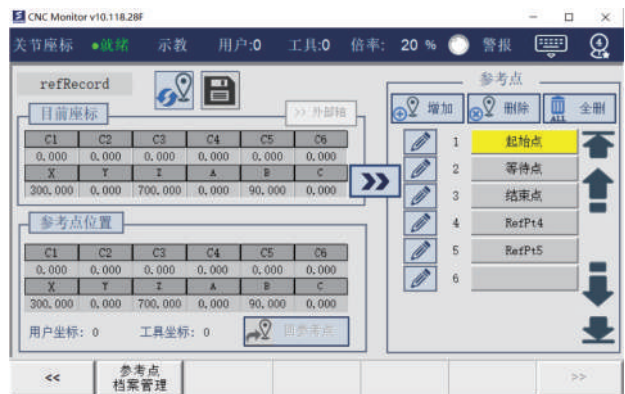 CNC Monitor v10.118.28F
关节坐标 ●就绪 示教 用户:0 工具:0 倍率: 20 % 警报
refRecord
目前座标
>> 外部轴
C1 C2 C3 C4 C5 C6
0.000 0.000 0.000 0.000 0.000 0.000
X Y Z A B C
300.000 0.000 700.000 0.000 90.000 0.000
参考点位置
C1 C2 C3 C4 C5 C6
0.000 0.000 0.000 0.000 0.000 0.000
X Y Z A B C
300.000 0.000 700.000 0.000 90.000 0.000
用户坐标: 0 工具坐标: 0 回参考点
参考点
增加 删除 ALL 全删
1 起始点
2 等待点
3 结束点
4 RefPt4
5 RefPt5
6
<< 参考点 >>
档案管理